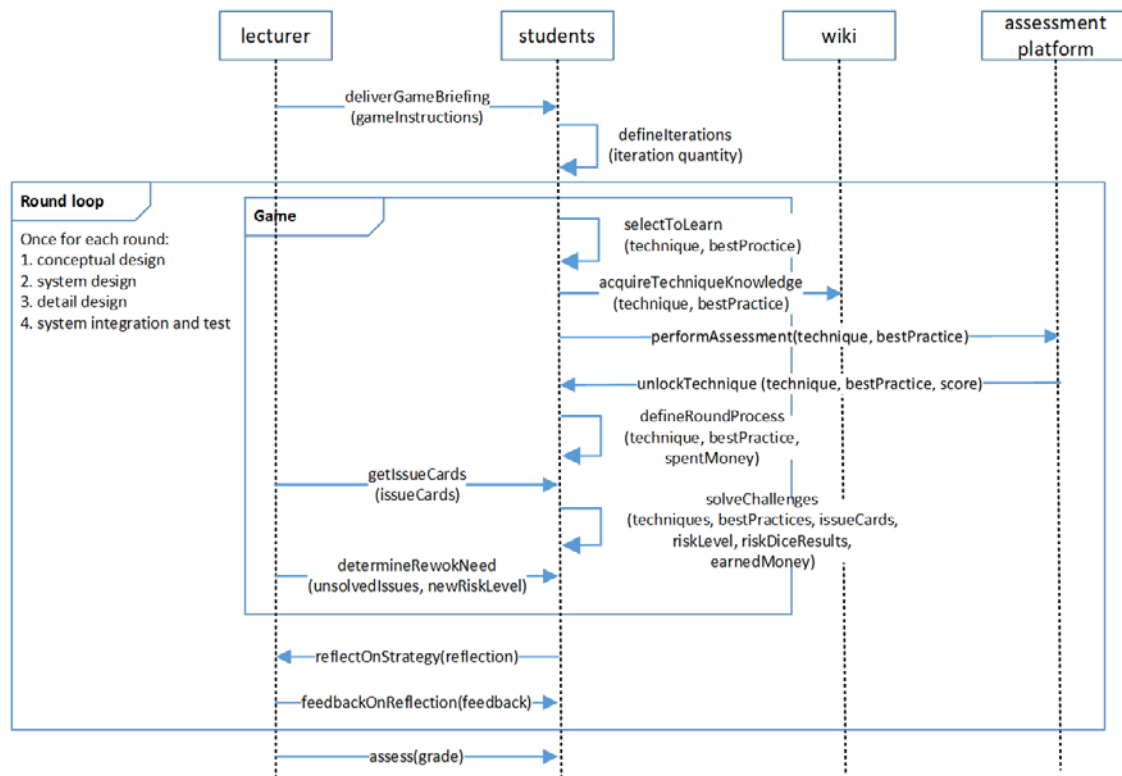 lecturer
students
wiki
assessment
platform
deliverGameBriefing
(gameInstructions)
defineIterations
(iteration quantity)
Round loop
Once for each round:
1. conceptual design
2. system design
3. detail design
4. system integration and test
Game
selectToLearn
(technique, bestProctice)
acquireTechniqueKnowledge
(technique, bestPractice)
performAssessment(technique, bestPractice)
unlockTechnique (technique, bestPractice, score)
defineRoundProcess
(technique, bestPractice,
spentMoney)
getIssueCards
(issueCards)
solveChallenges
(techniques, bestPractices, issueCards,
riskLevel, riskDiceResults,
earnedMoney)
determineRewokNeed
(unsolvedIssues, newRiskLevel)
reflectOnStrategy(reflection)
feedbackOnReflection(feedback)
assess(grade)